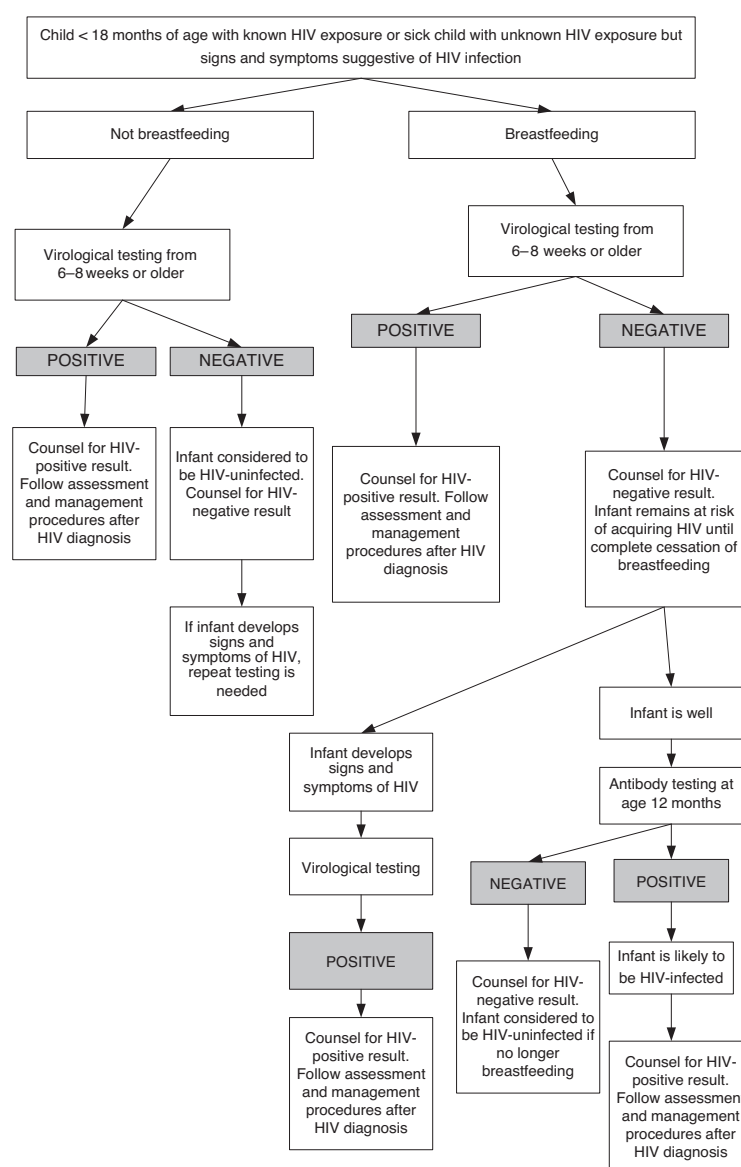 Child < 18 months of age with known HIV exposure or sick child with unknown HIV exposure but
signs and symptoms suggestive of HIV infection
Not breastfeeding
Breastfeeding
Virological testing from
6–8 weeks or older
Virological testing from
6–8 weeks or older
POSITIVE
NEGATIVE
POSITIVE
NEGATIVE
Counsel for HIV-
positive result.
Follow assessment
and management
procedures after
HIV diagnosis
Infant considered to
be HIV-uninfected.
Counsel for HIV-
negative result
Counsel for HIV-
positive result. Follow
assessment and
management
procedures after HIV
diagnosis
Counsel for HIV-
negative result.
Infant remains at risk
of acquiring HIV until
complete cessation of
breastfeeding
If infant develops
signs and
symptoms of HIV,
repeat testing is
needed
Infant develops
signs and
symptoms of HIV
Infant is well
Antibody testing at
age 12 months
Virological testing
NEGATIVE
POSITIVE
POSITIVE
Infant is likely to
be HIV-infected
Counsel for HIV-
negative result.
Infant considered to
be HIV-uninfected if
no longer
breastfeeding
Counsel for HIV-
positive result.
Follow assessment
and management
procedures after
HIV diagnosis
Counsel for HIV-
positive result.
Follow assessmen
and management
procedures after
HIV diagnosis